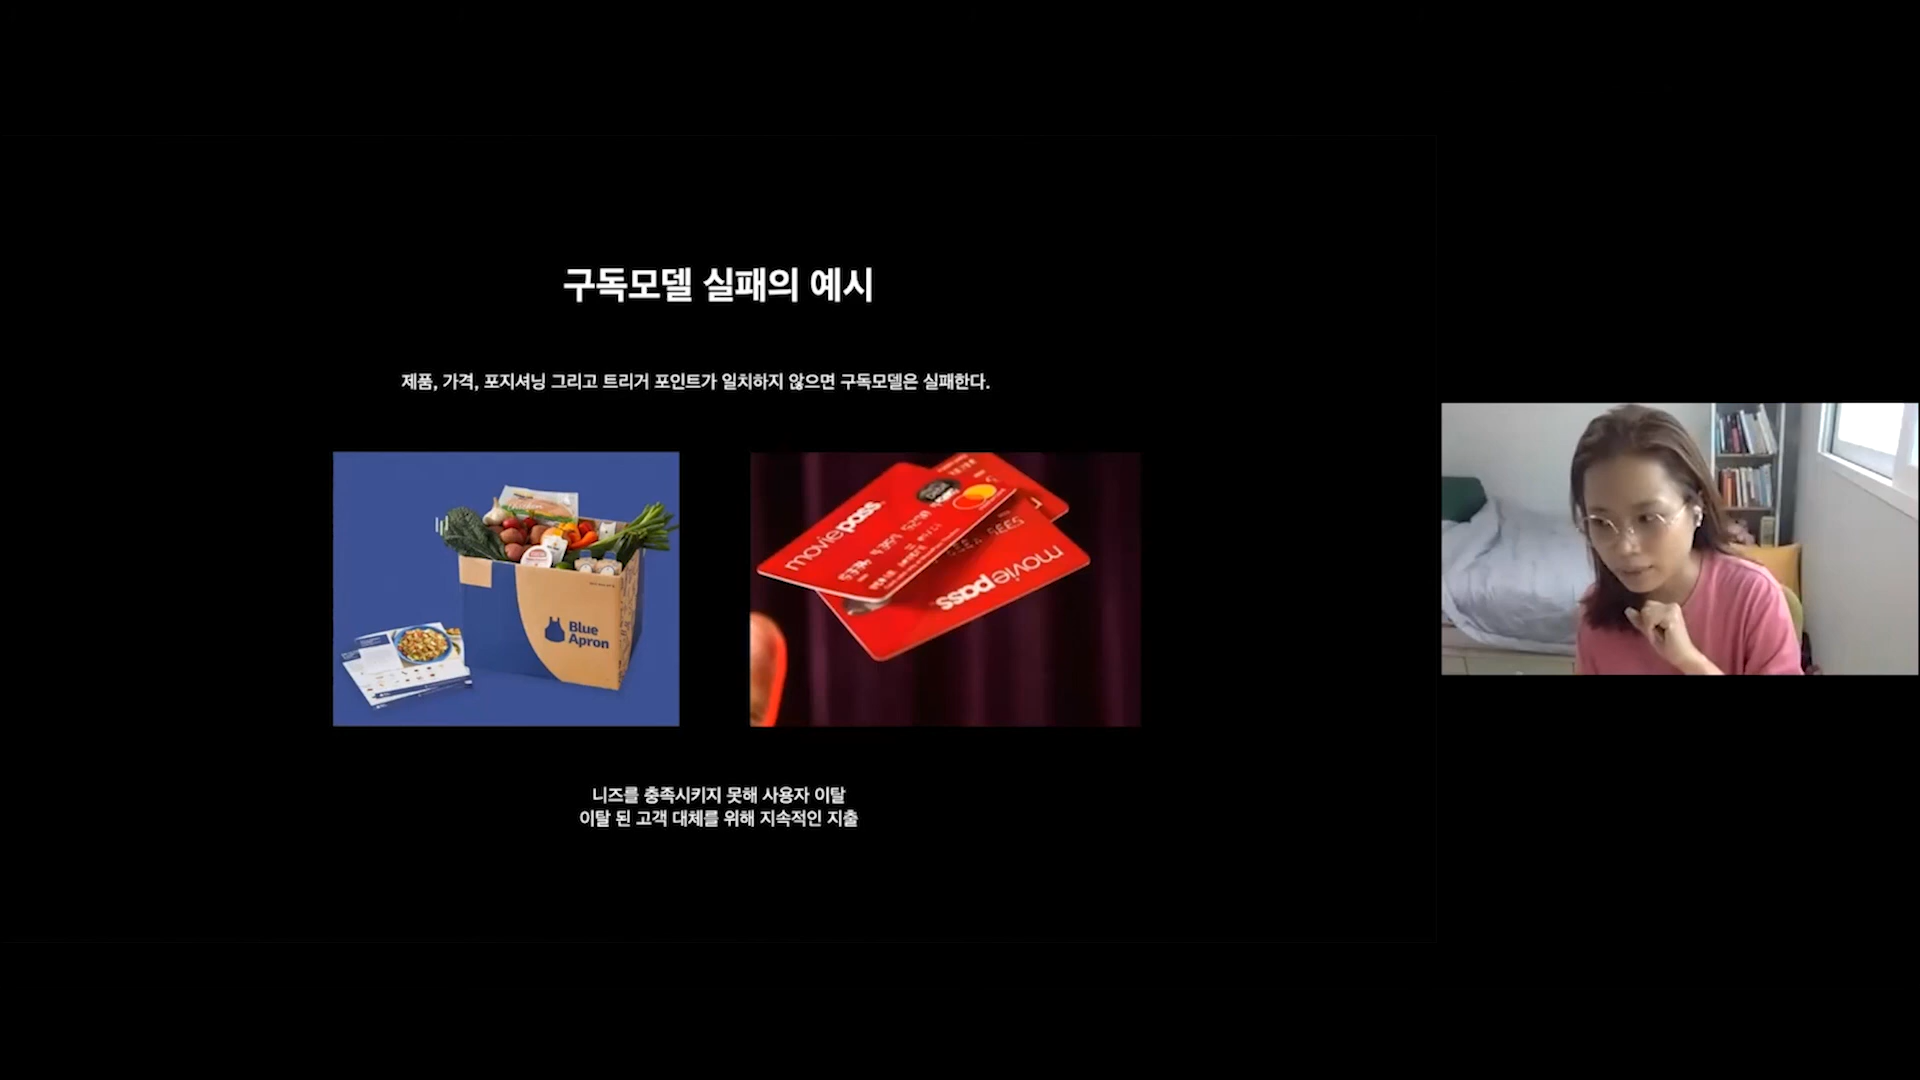 구독모델 실패의 예시
제품, 가격, 포지셔닝 그리고 트리거 포인트가 일치하지 않으면 구독모델은 실패한다.
Blue
Apron
moviepass
moviepass
니즈를 충족시키지 못해 사용자 이탈
이탈 된 고객 대체를 위해 지속적인 지출